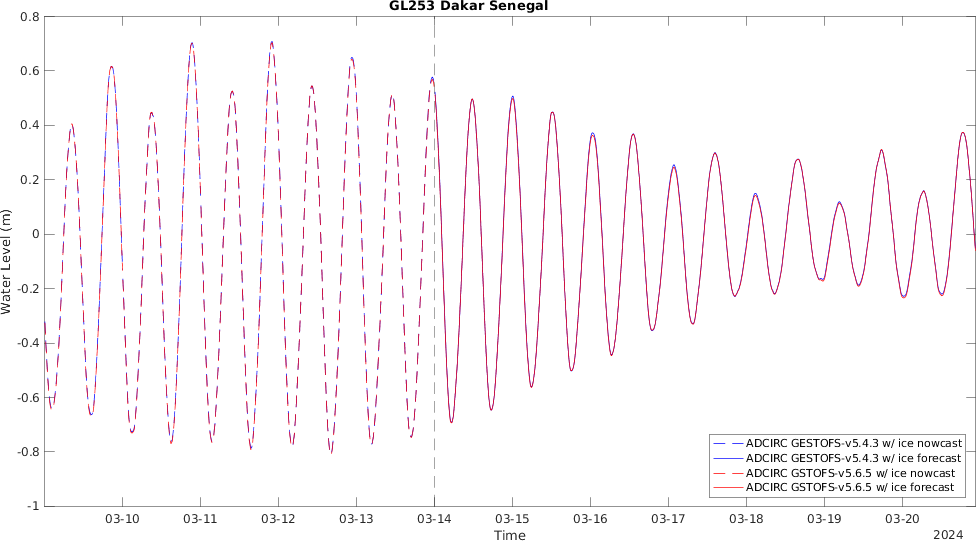 GL253 Dakar Senegal
0.8
0.6
0.4
0.2
0
-0.2
-0.4
-0.6
-0.8
-1
Water Level (m)
03-10 03-11 03-12 03-13 03-14 03-15 03-16 03-17 03-18 03-19 03-20
Time
2024
ADCIRC GESTOFS-v5.4.3 w/ ice nowcast
ADCIRC GESTOFS-v5.4.3 w/ ice forecast
ADCIRC GSTOFS-v5.6.5 w/ ice nowcast
ADCIRC GSTOFS-v5.6.5 w/ ice forecast